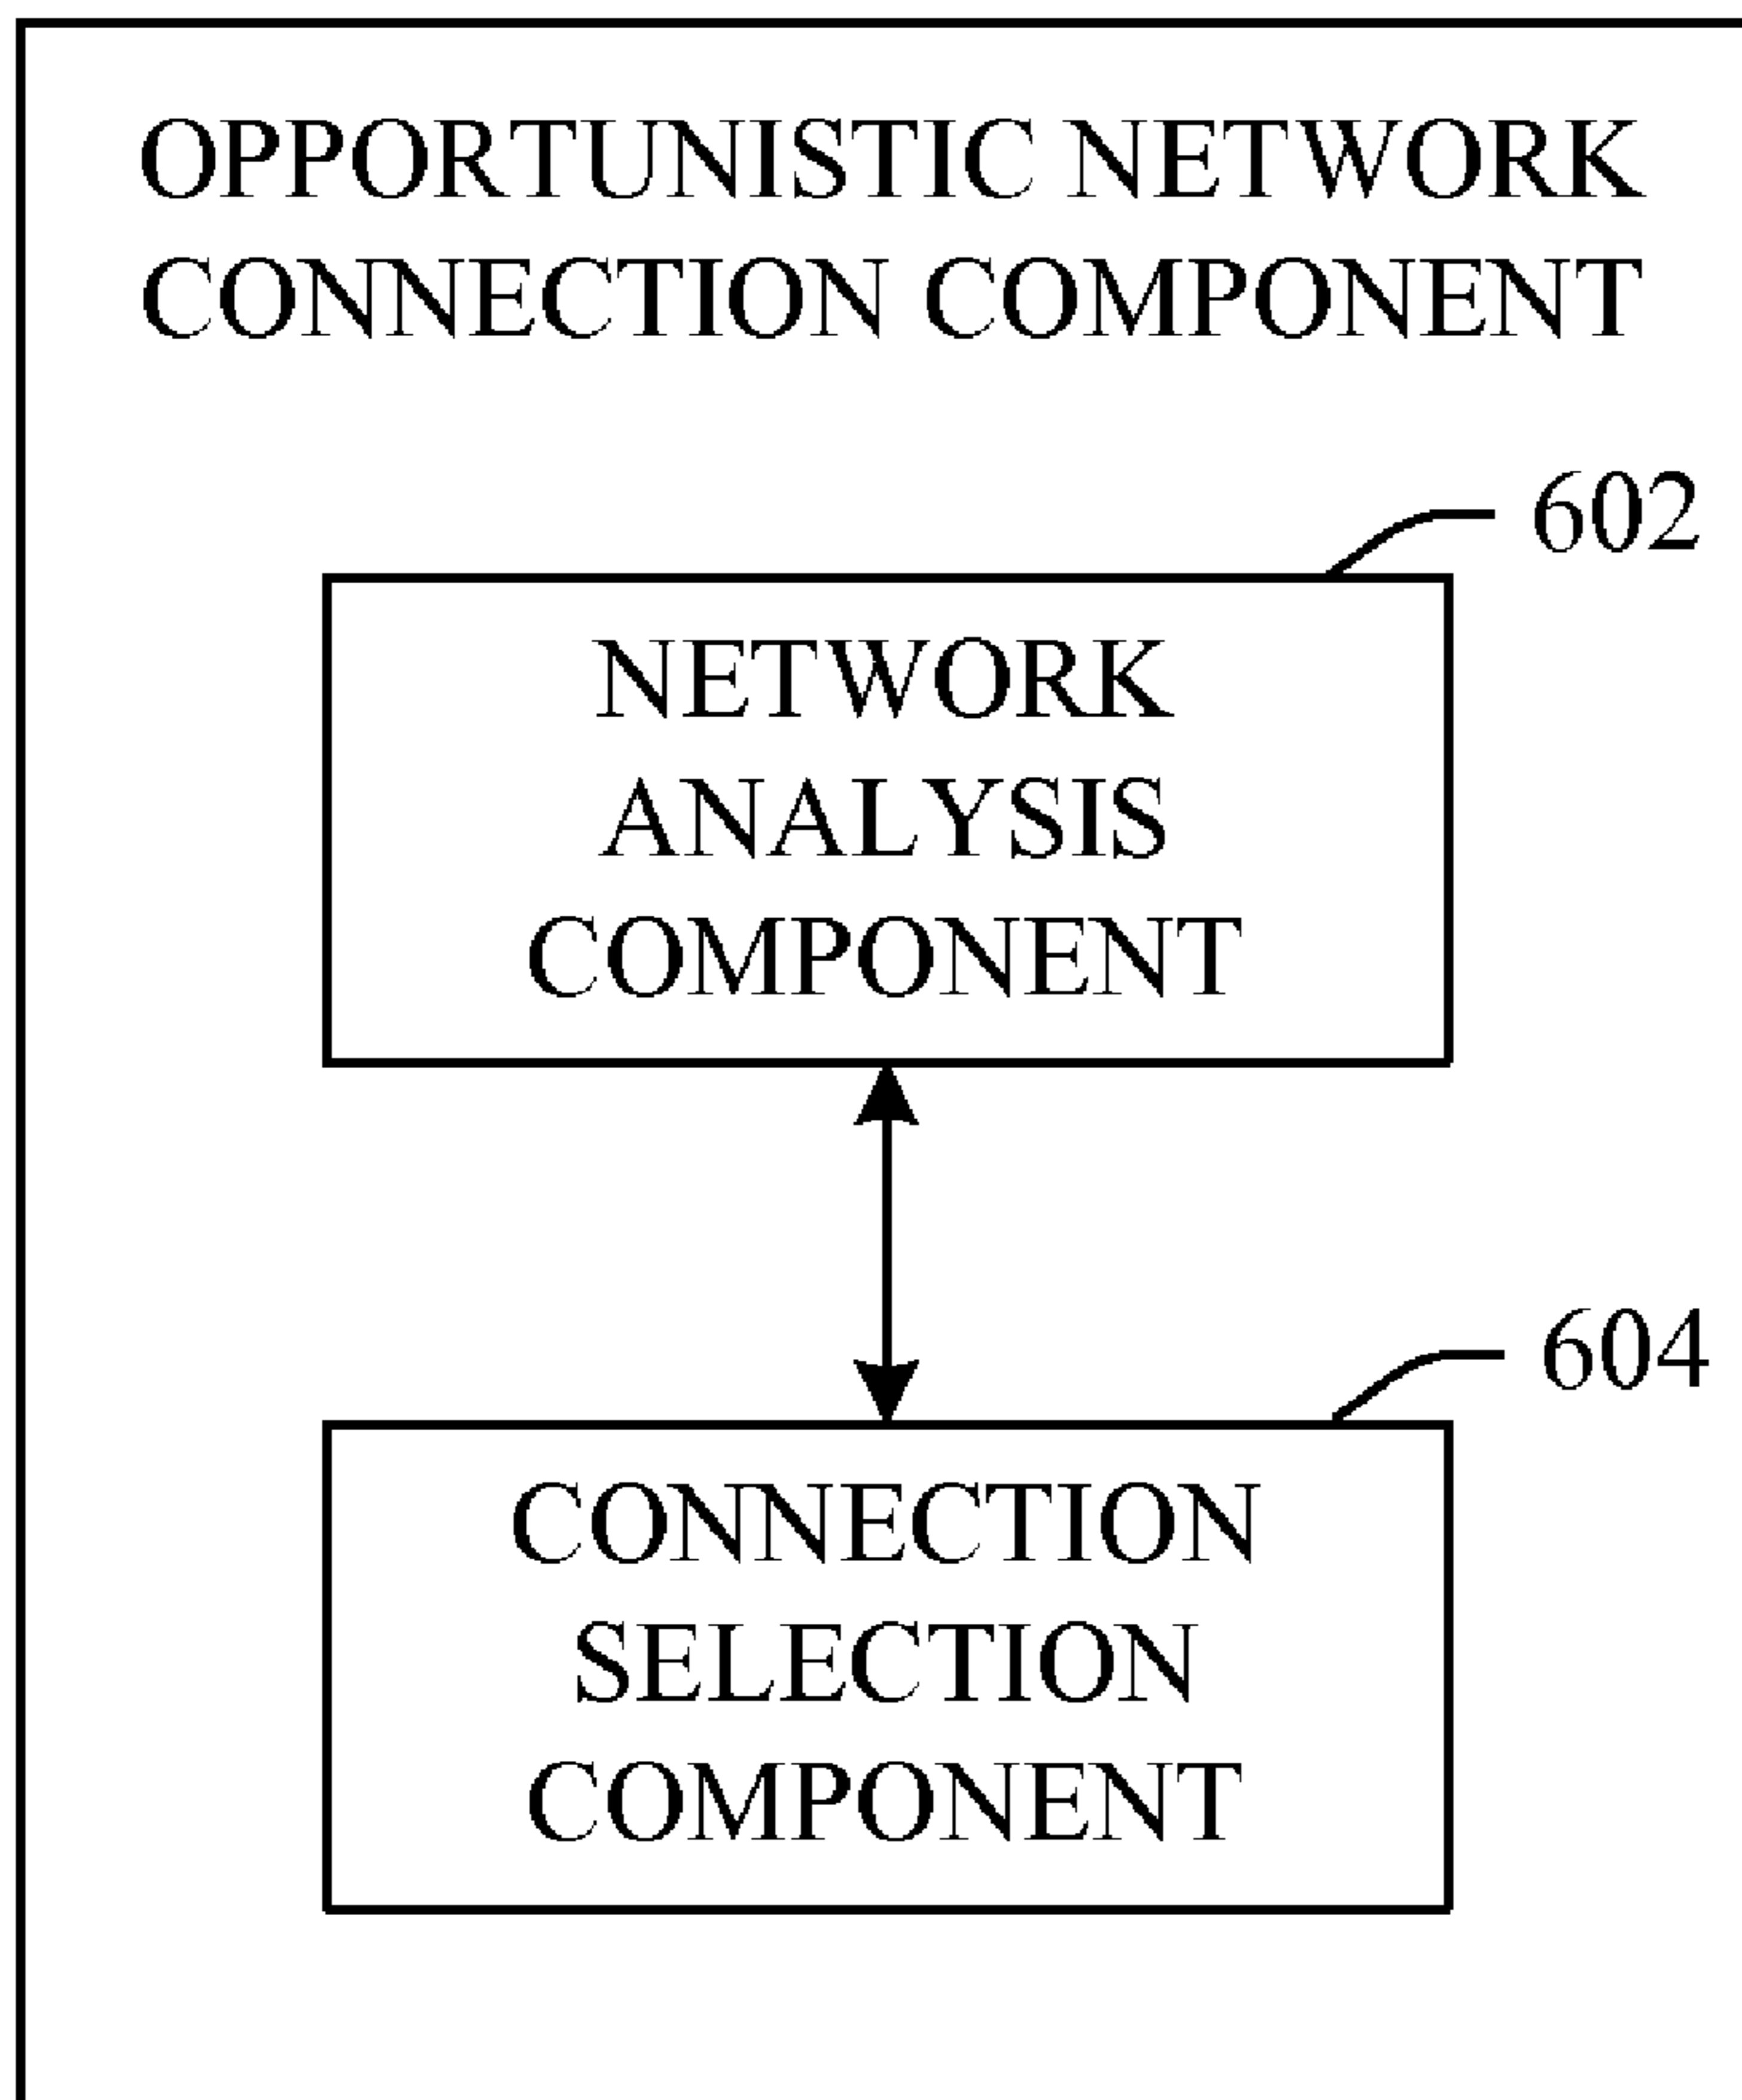 OPPORTUNISTIC NETWORK
CONNECTION COMPONENT
602
NETWORK
ANALYSIS
COMPONENT
604
CONNECTION
SELECTION
COMPONENT